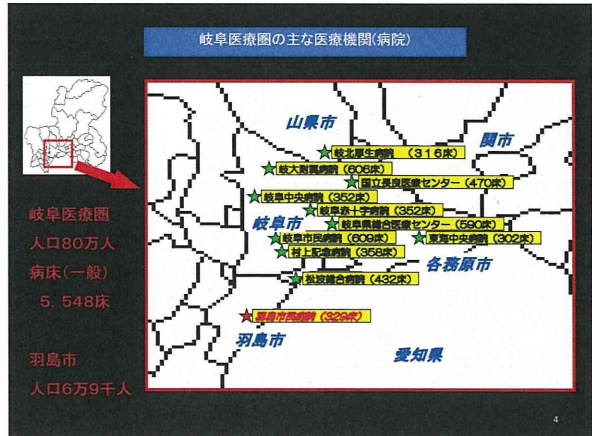 岐阜医療圏の主な医療機関(病院)
山県市
関市
岐北厚生病院 (316床)
岐大附属病院(606床)
国立長良医療センター(470床)
岐阜中央病院(352床)
岐阜赤十字病院(352床)
岐阜市
岐阜県総合医療センター(590床)
岐阜市民病院(609床)
東海中央病院(302床)
村上記念病院(358床)
各務原市
松波総合病院(432床)
羽島市民病院(329床)
羽島市
愛知県
岐阜医療圏
人口80万人
病床(一般)
5,548床
羽島市
人口6万9千人
4